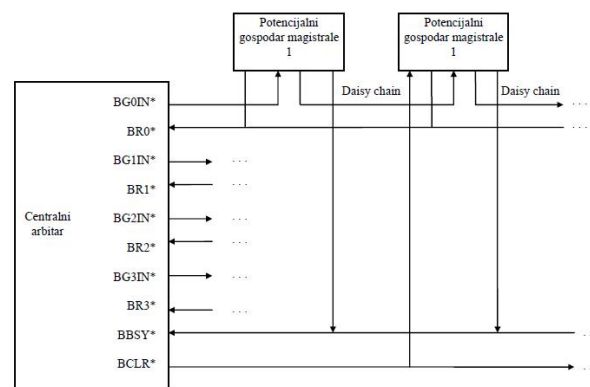 Potencijalni
gospodar magistrale
1
Potencijalni
gospodar magistrale
1
Daisy chain
Daisy chain
BG0IN*
. . .
BR0*
. . .
BG1IN*
. . .
BR1*
. . .
BG2IN*
. . .
Centralni
arbitar
BR2*
. . .
BG3IN*
. . .
BR3*
. . .
BBSY*
. . .
BCLR*
. . .